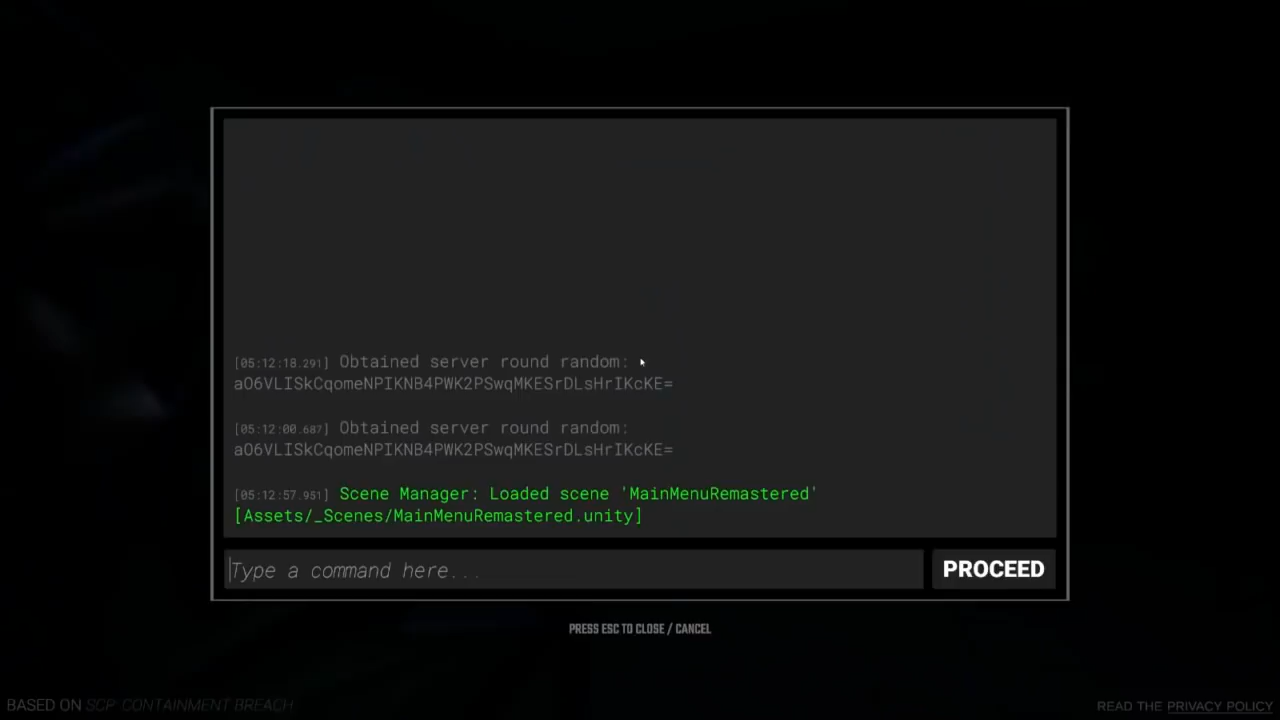 [05:12:18.291] Obtained server round random:
aO6VLISkCqomeNPIKNB4PWK2PSwqMKESrDLsHrIKcKE=
[05:12:00.687] Obtained server round random:
aO6VLISkCqomeNPIKNB4PWK2PSwqMKESrDLsHrIKcKE=
[05:12:57.951] Scene Manager: Loaded scene 'MainMenuRemastered'
[Assets/_Scenes/MainMenuRemastered.unity]
Type a command here...
PROCEED
PRESS ESC TO CLOSE / CANCEL
BASED ON SCP: CONTAINMENT BREACH
READ THE PRIVACY POLICY